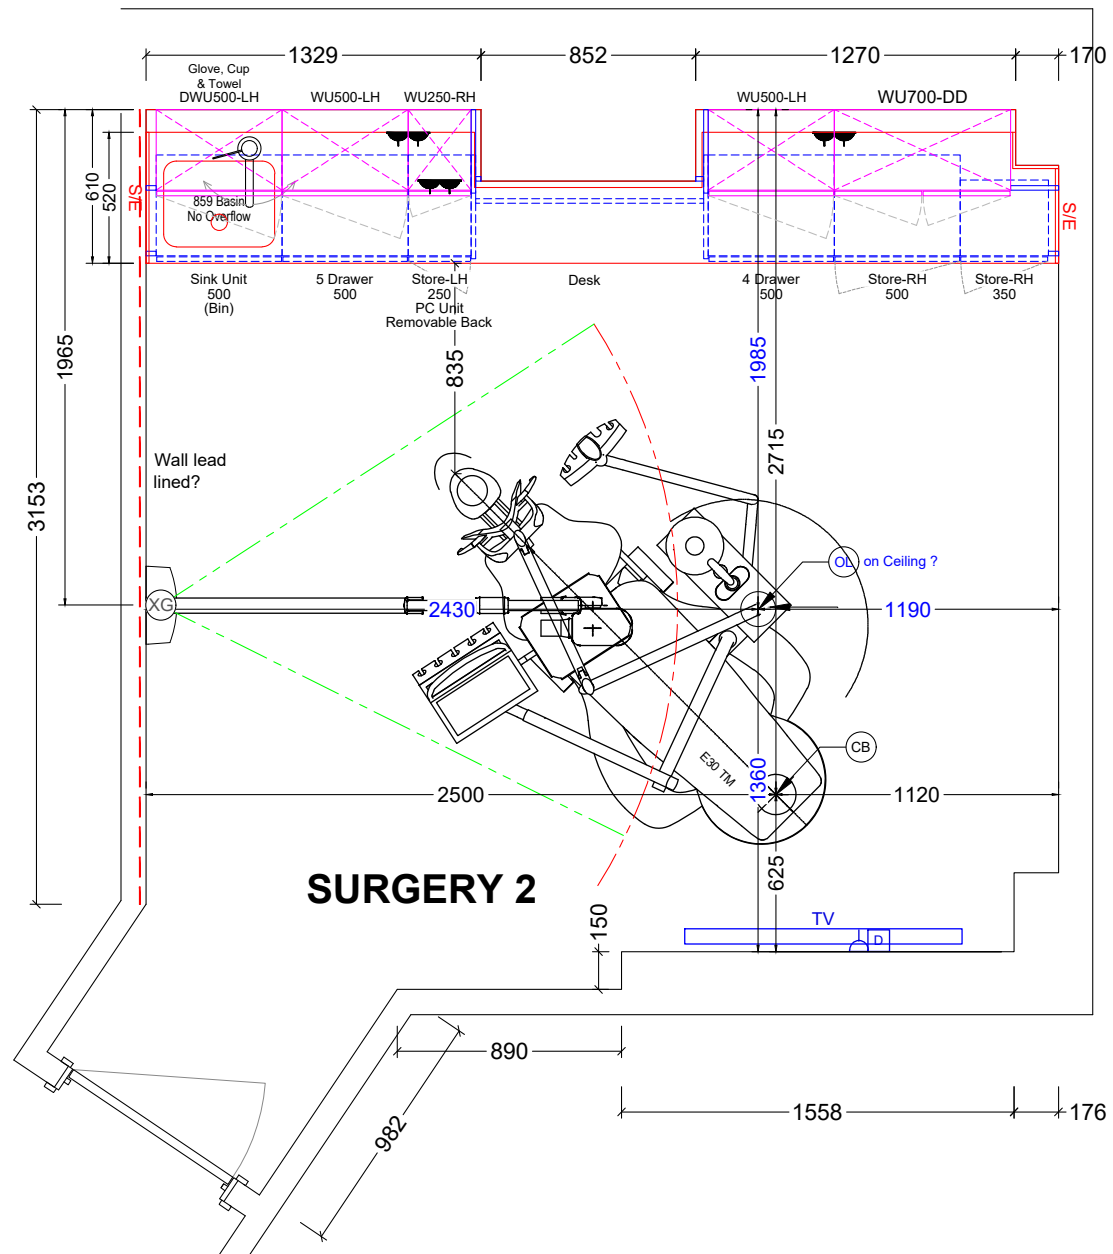 1329
852
1270
170
Glove, Cup
& Towel
DWU500-LH
WU500-LH
WU250-RH
WU500-LH
WU700-DD
610
520
S/E
859 Basin
No Overflow
S/E
Sink Unit
500
(Bin)
5 Drawer
500
Store-LH
250
PC Unit
Removable Back
Desk
4 Drawer
500
Store-RH
500
Store-RH
350
1965
835
1985
2715
3153
Wall lead
lined?
XG
2430
OL
on Ceiling ?
1190
CB
E30 TM
1360
2500
1120
625
SURGERY 2
150
TV
D
890
982
1558
176